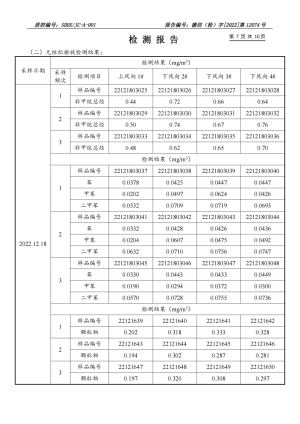 质控编号：SDBS/JC-A-001 报告编号：德信（检）字[2022]第 12074 号
检 测 报 告 第 7 页 共 10页
（二）无组织排放检测结果：
采样日期 采样频次 检测结果（mg/m³）
检测项目 上风向 1# 下风向 2# 下风向 3# 下风向 4#
2022.12.18
1 样品编号 22121803025 22121803026 22121803027 22121803028
非甲烷总烃 0.44 0.72 0.66 0.64
2 样品编号 22121803029 22121803030 22121803031 22121803032
非甲烷总烃 0.50 0.74 0.67 0.76
3 样品编号 22121803033 22121803034 22121803035 22121803036
非甲烷总烃 0.48 0.62 0.65 0.70
检测结果（mg/m³）
1 样品编号 22121803037 22121803038 22121803039 22121803040
苯 0.0378 0.0425 0.0447 0.0447
甲苯 0.0202 0.0497 0.0624 0.0364
二甲苯 0.0532 0.0709 0.0719 0.0693
2 样品编号 22121803041 22121803042 22121803043 22121803044
苯 0.0332 0.0428 0.0426 0.0436
甲苯 0.0204 0.0607 0.0475 0.0492
二甲苯 0.0632 0.0710 0.0756 0.0747
3 样品编号 22121803045 22121803046 22121803047 22121803048
苯 0.0330 0.0443 0.0433 0.0449
甲苯 0.0190 0.0294 0.0372 0.0363
二甲苯 0.0570 0.0728 0.0755 0.0736
检测结果（mg/m³）
1 样品编号 22121639 22121640 22121641 22121642
颗粒物 0.202 0.318 0.333 0.328
2 样品编号 22121643 22121644 22121645 22121646
颗粒物 0.194 0.302 0.287 0.281
3 样品编号 22121647 22121648 22121649 22121650
颗粒物 0.197 0.320 0.308 0.297